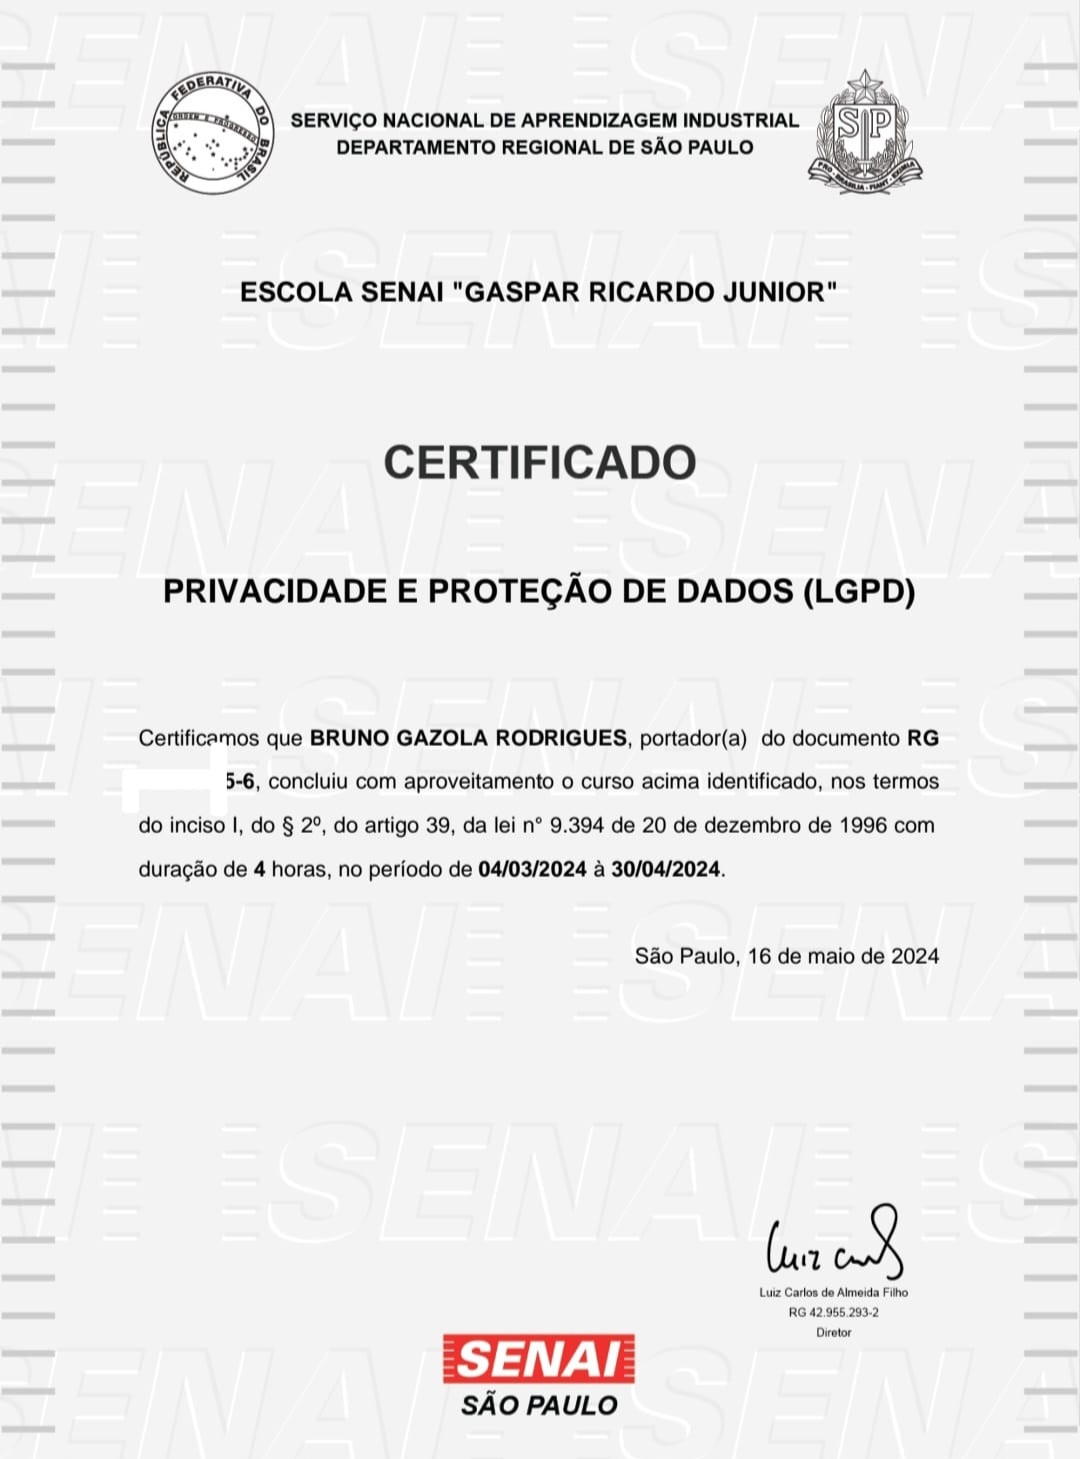 REPÚBLICA FEDERATIVA DO BRASIL
ORDEM E PROGRESSO
SERVIÇO NACIONAL DE APRENDIZAGEM INDUSTRIAL
DEPARTAMENTO REGIONAL DE SÃO PAULO
SP
PRO · BRASILIA · FIANT · EXIMIA
ESCOLA SENAI "GASPAR RICARDO JUNIOR"
CERTIFICADO
PRIVACIDADE E PROTEÇÃO DE DADOS (LGPD)
Certificamos que BRUNO GAZOLA RODRIGUES, portador(a) do documento RG
5-6, concluiu com aproveitamento o curso acima identificado, nos termos
do inciso I, do § 2º, do artigo 39, da lei n° 9.394 de 20 de dezembro de 1996 com
duração de 4 horas, no período de 04/03/2024 à 30/04/2024.
São Paulo, 16 de maio de 2024
Luiz Carlos de Almeida Filho
RG 42.955.293-2
Diretor
SENAI
SÃO PAULO